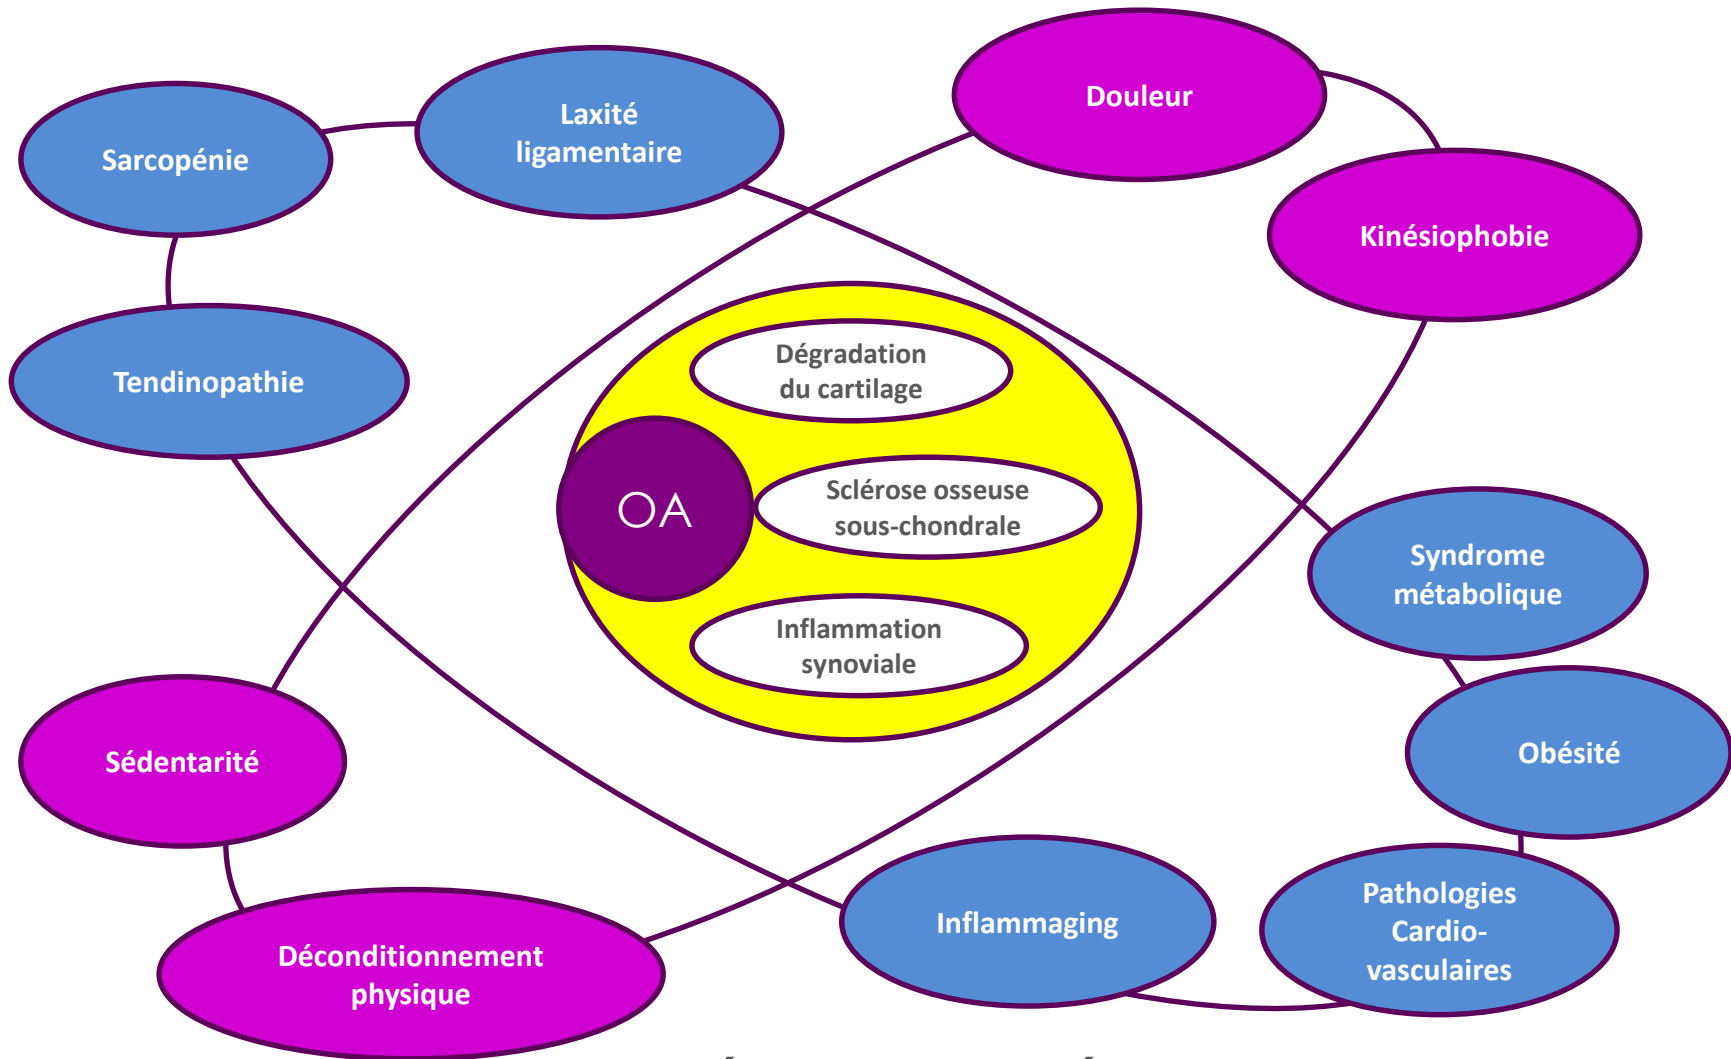 Laxité
ligamentaire
Douleur
Sarcopénie
Kinésiophobie
Tendinopathie
Dégradation
du cartilage
OA
Sclérose osseuse
sous-chondrale
Inflammation
synoviale
Syndrome
métabolique
Sédentarité
Obésité
Déconditionnement
physique
Inflammaging
Pathologies
Cardio-
vasculaires